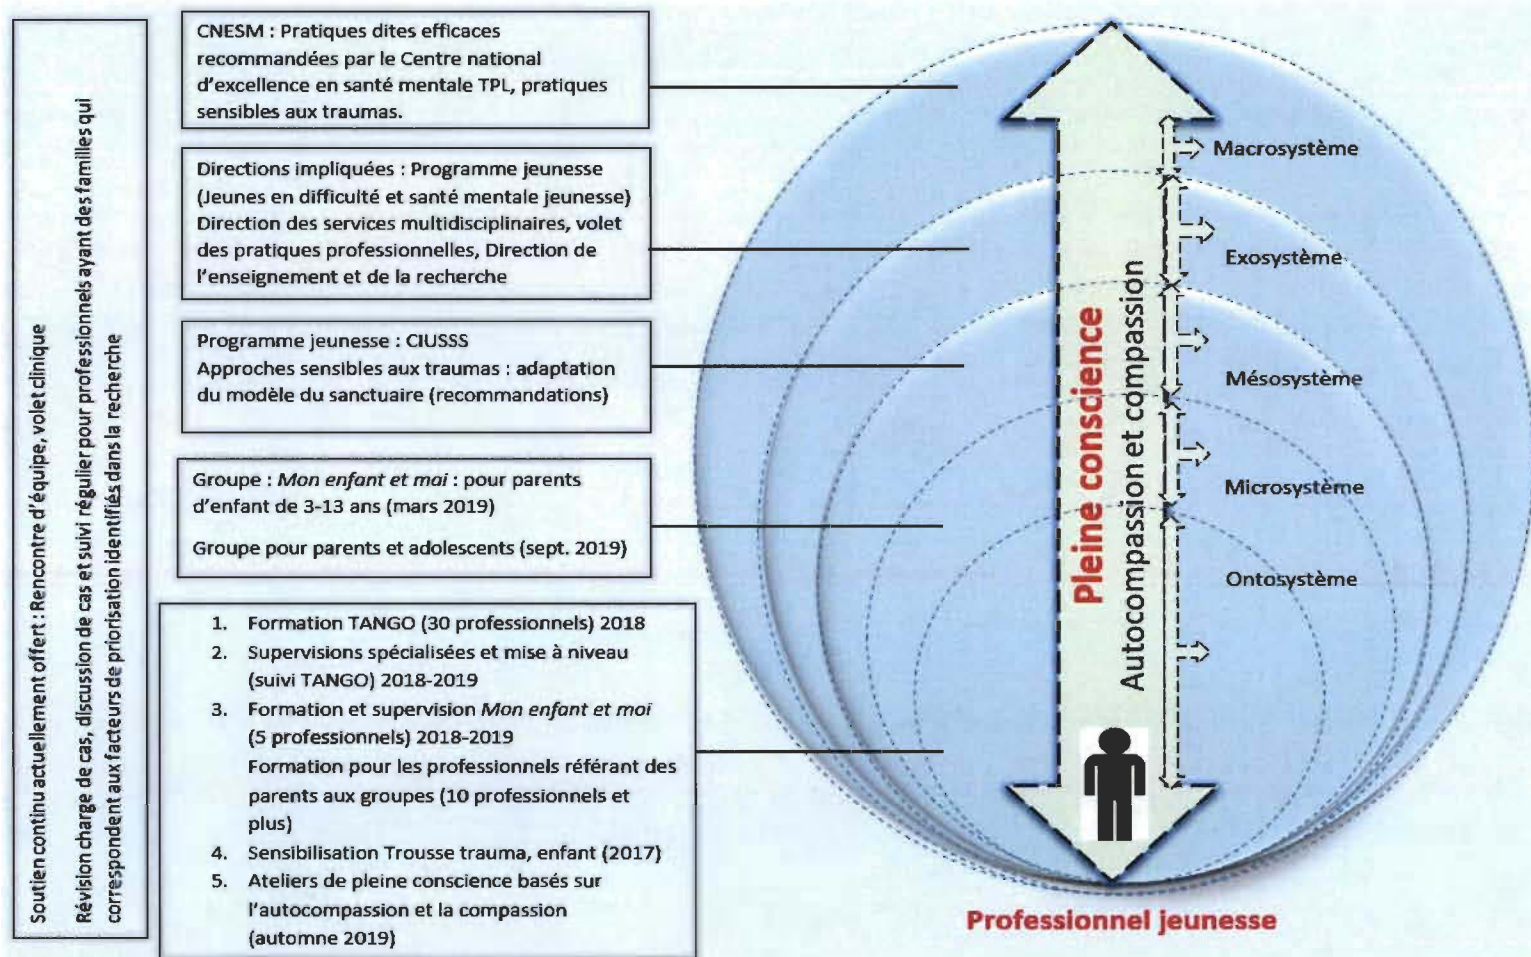 Soutien continu actuellement offert : Rencontre d'équipe, volet clinique
Révision charge de cas, discussion de cas et suivi régulier pour professionnels ayant des familles qui
correspondent aux facteurs de priorisation identifiés dans la recherche
CNESM : Pratiques dites efficaces
recommandées par le Centre national
d'excellence en santé mentale TPL, pratiques
sensibles aux traumas.
Directions impliquées : Programme jeunesse
(Jeunes en difficulté et santé mentale jeunesse)
Direction des services multidisciplinaires, volet
des pratiques professionnelles, Direction de
l'enseignement et de la recherche
Programme jeunesse : CIUSSS
Approches sensibles aux traumas : adaptation
du modèle du sanctuaire (recommandations)
Groupe : Mon enfant et moi : pour parents
d'enfant de 3-13 ans (mars 2019)
Groupe pour parents et adolescents (sept. 2019)
1. Formation TANGO (30 professionnels) 2018
2. Supervisions spécialisées et mise à niveau
(suivi TANGO) 2018-2019
3. Formation et supervision Mon enfant et moi
(5 professionnels) 2018-2019
Formation pour les professionnels référant des
parents aux groupes (10 professionnels et
plus)
4. Sensibilisation Trousse trauma, enfant (2017)
5. Ateliers de pleine conscience basés sur
l'autocompassion et la compassion
(automne 2019)
Pleine conscience
Autocompassion et compassion
Macrosystème
Exosystème
Mésosystème
Microsystème
Ontosystème
Professionnel jeunesse